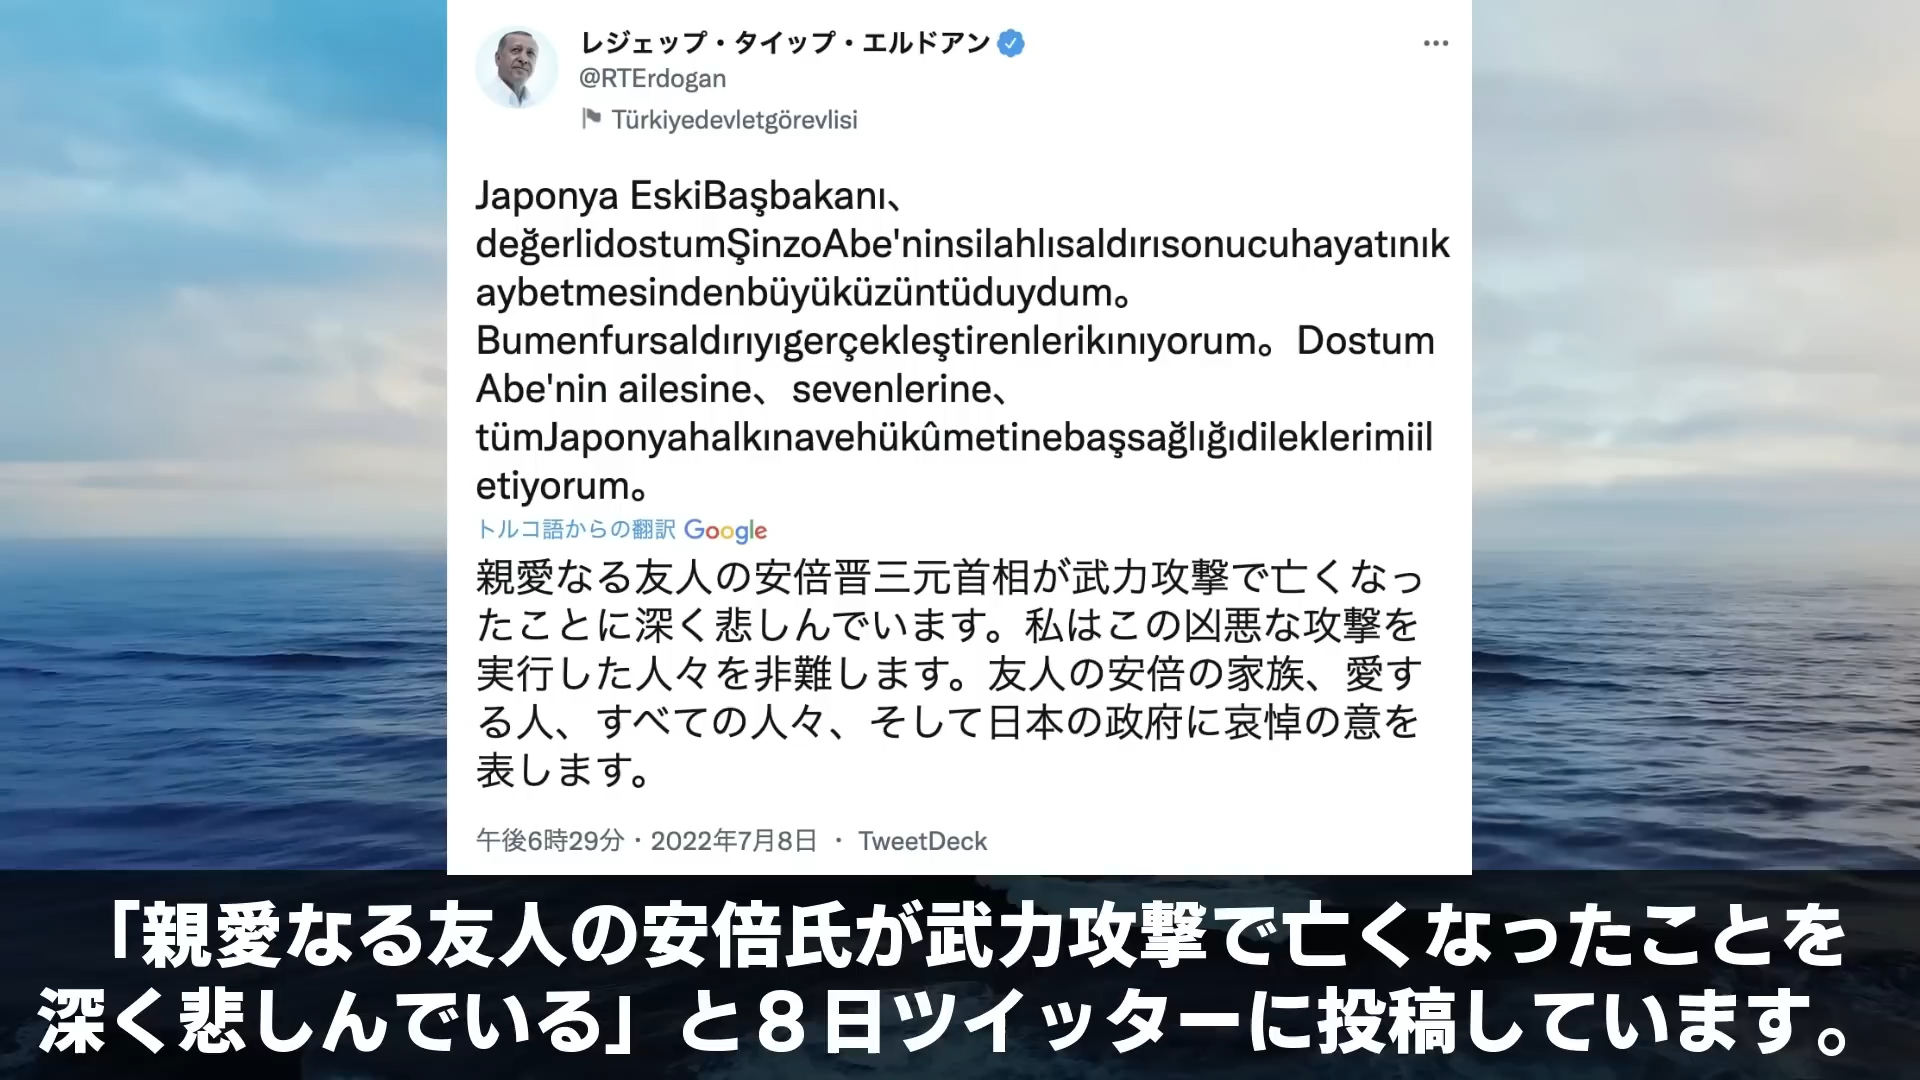 レジェップ・タイップ・エルドアン
@RTErdogan
Türkiyedevletgörevlisi
Japonya EskiBaşbakanı、
değerlidostumŞinzoAbe'ninsilahlısaldırısonucuhayatınık
aybetmesindenbüyüküzüntüduydum。
Bumenfursaldırıyıgerçekleştirenlerikınıyorum。Dostum
Abe'nin ailesine、sevenlerine、
tümJaponyahalkınavehükûmetinebaşsağlığıdileklerimiil
etiyorum。
トルコ語からの翻訳 Google
親愛なる友人の安倍晋三元首相が武力攻撃で亡くなっ
たことに深く悲しんでいます。私はこの凶悪な攻撃を
実行した人々を非難します。友人の安倍の家族、愛す
る人、すべての人々、そして日本の政府に哀悼の意を
表します。
午後6時29分・2022年7月8日 ・ TweetDeck
「親愛なる友人の安倍氏が武力攻撃で亡くなったことを
深く悲しんでいる」と８日ツイッターに投稿しています。